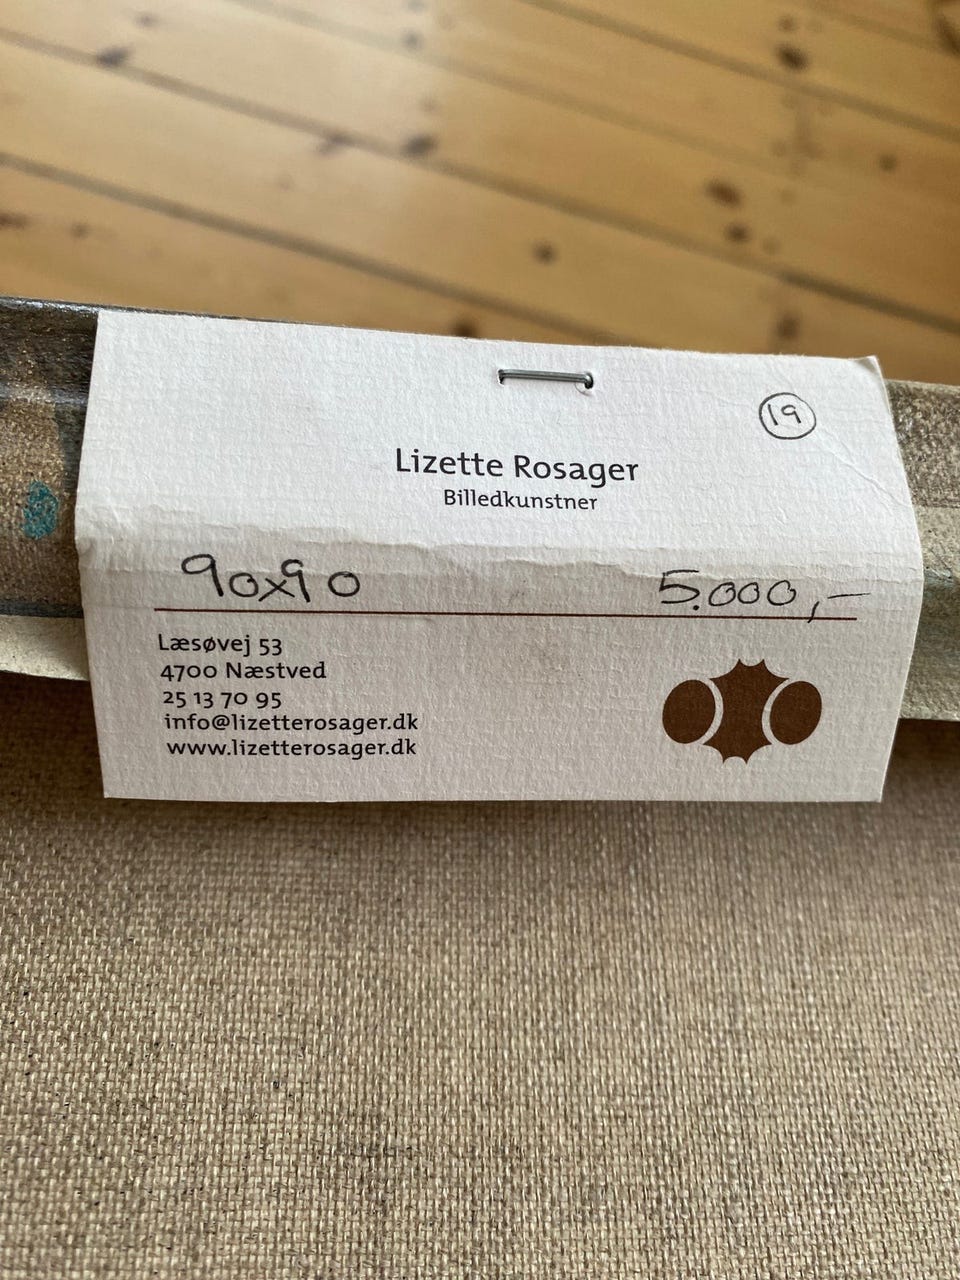 19
Lizette Rosager
Billedkunstner
90x90 5.000,-
Læsøvej 53
4700 Næstved
25 13 70 95
info@lizetterosager.dk
www.lizetterosager.dk